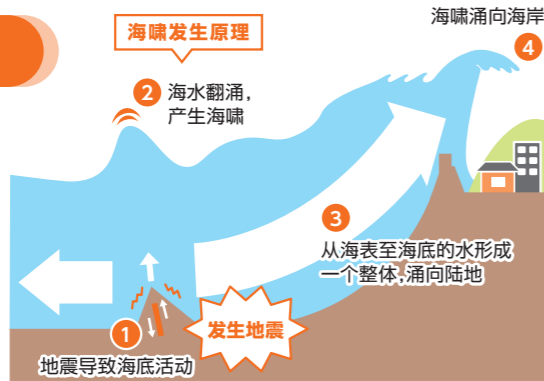 海啸发生原理
海啸涌向海岸
4
2 海水翻涌，
产生海啸
3
从海表至海底的水形成
一个整体,涌向陆地
1
发生地震
地震导致海底活动